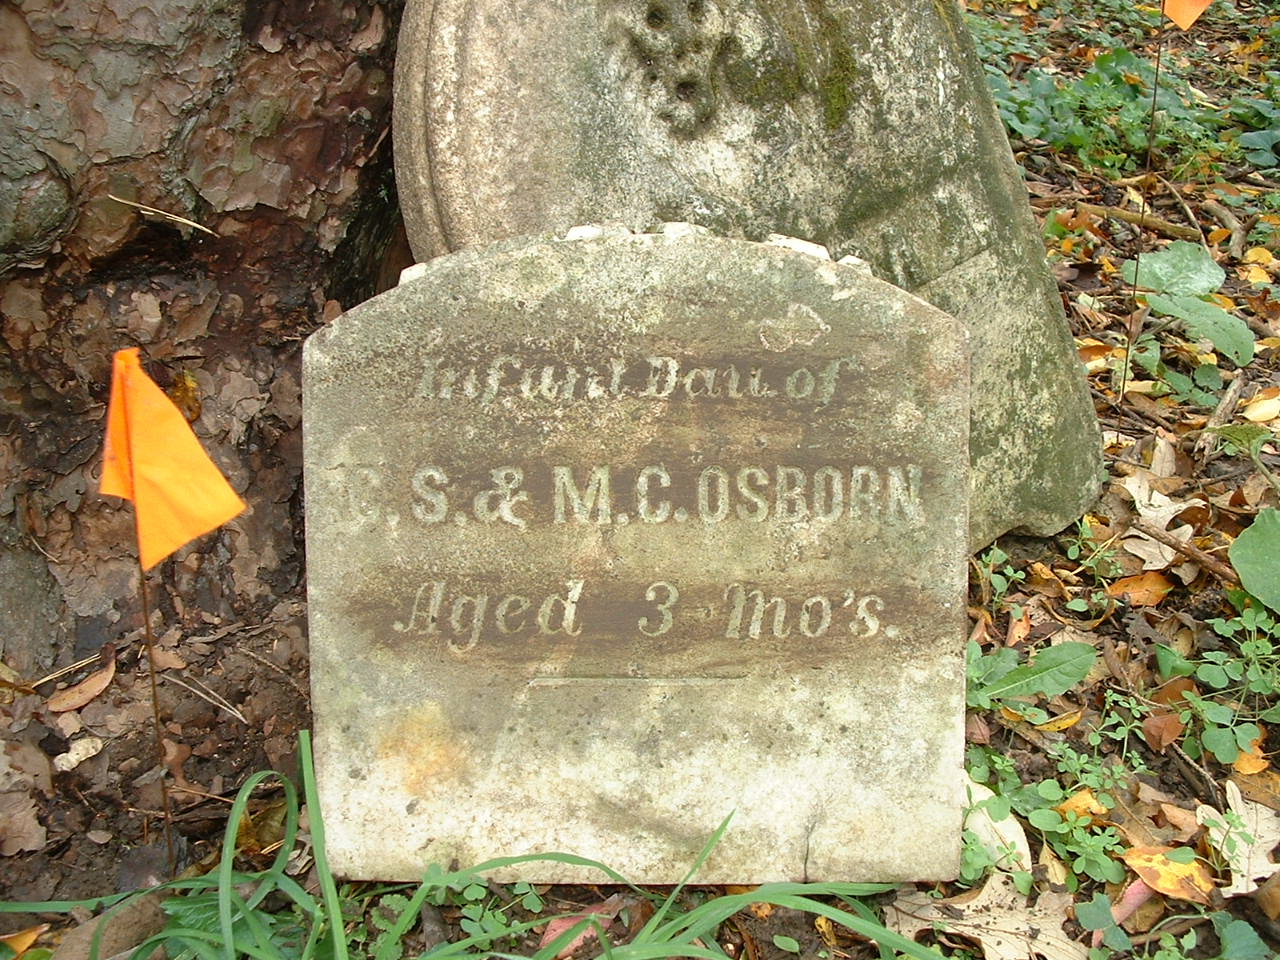 Infant Dau of
C. S. & M. C. OSBORN
Aged 3 Mo's.